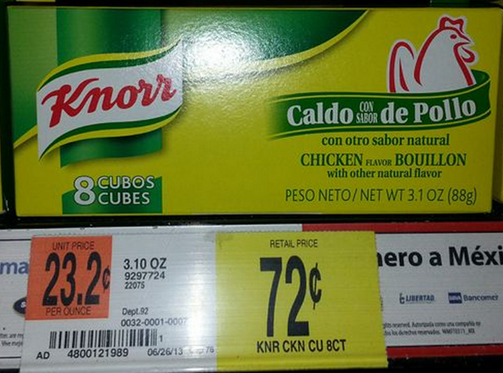 Knorr
Caldo CON SABOR de Pollo
con otro sabor natural
CHICKEN FLAVOR BOUILLON
with other natural flavor
8 CUBOS
CUBES
PESO NETO/NET WT 3.1 OZ (88g)
UNIT PRICE
23.2¢
PER OUNCE
3.10 OZ
9297724
22075
Dept.92
0032-0001-0007
AD 4800121989 06/26/13
RETAIL PRICE
72¢
KNR CKN CU 8CT
nero a Méxi
LIBERTAD
BBVA Bancomer